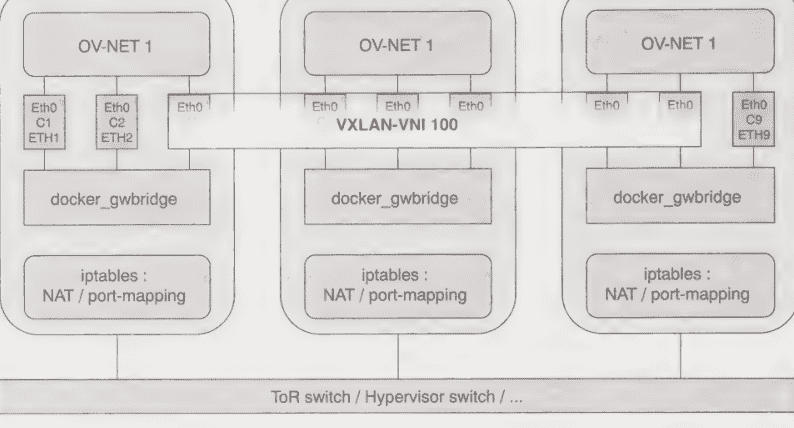 OV-NET 1
OV-NET 1
OV-NET 1
Eth0
C1
ETH1
Eth0
C2
ETH2
Eth0
Eth0
Eth0
Eth0
Eth0
Eth0
Eth0
C9
ETH9
VXLAN-VNI 100
docker_gwbridge
docker_gwbridge
docker_gwbridge
iptables :
NAT / port-mapping
iptables :
NAT / port-mapping
iptables :
NAT / port-mapping
ToR switch / Hypervisor switch / ...